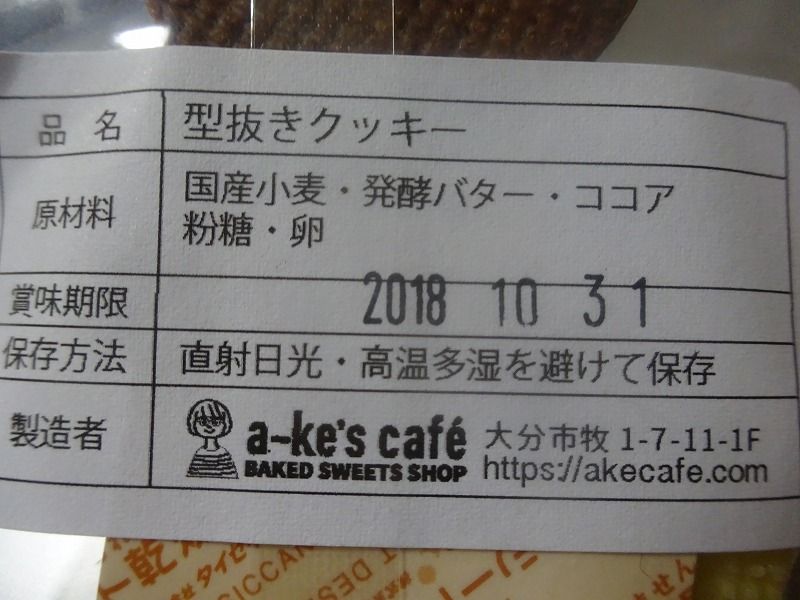 品名 型抜きクッキー
原材料 国産小麦・発酵バター・ココア
粉糖・卵
賞味期限 2018 10 31
保存方法 直射日光・高温多湿を避けて保存
製造者 a-ke's café 大分市牧 1-7-11-1F
BAKED SWEETS SHOP https://akecafe.com